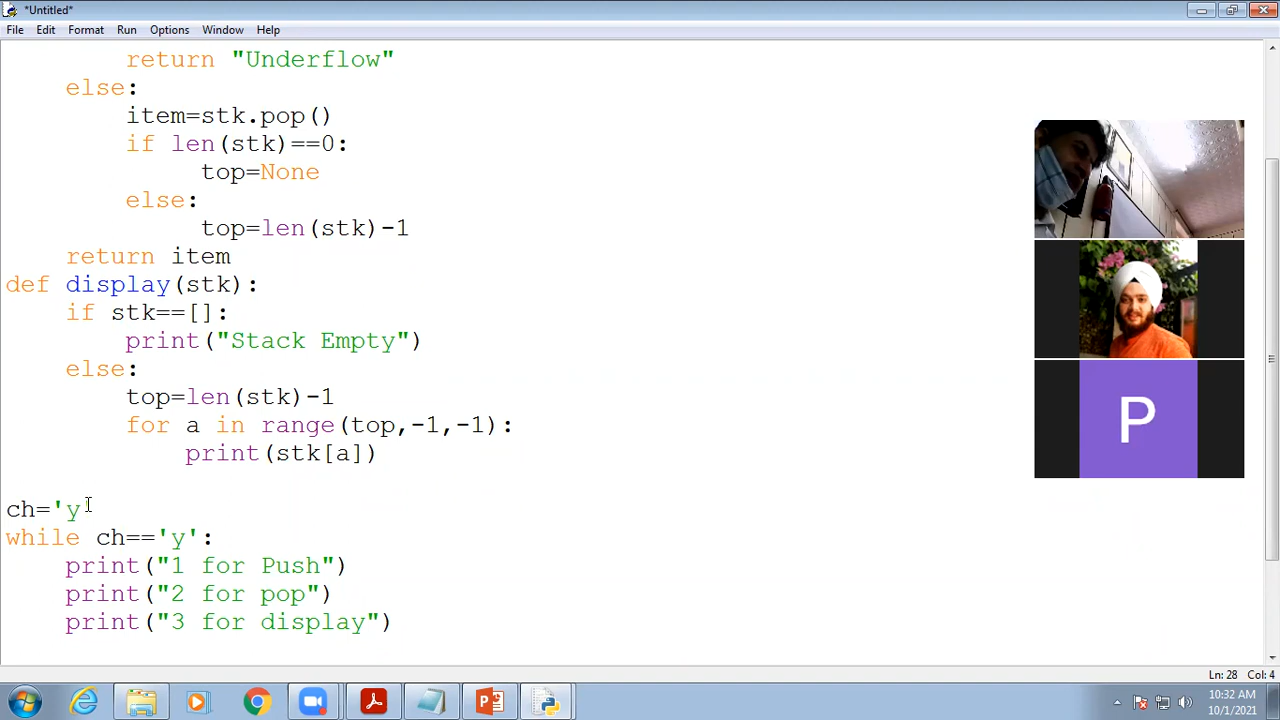 *Untitled*
File Edit Format Run Options Window Help
        return "Underflow"
    else:
        item=stk.pop()
        if len(stk)==0:
             top=None
        else:
             top=len(stk)-1
    return item
def display(stk):
    if stk==[]:
        print("Stack Empty")
    else:
        top=len(stk)-1
        for a in range(top,-1,-1):
            print(stk[a])
ch='y'
while ch=='y':
    print("1 for Push")
    print("2 for pop")
    print("3 for display")
P
Ln: 28 Col: 4
10:32 AM
10/1/2021